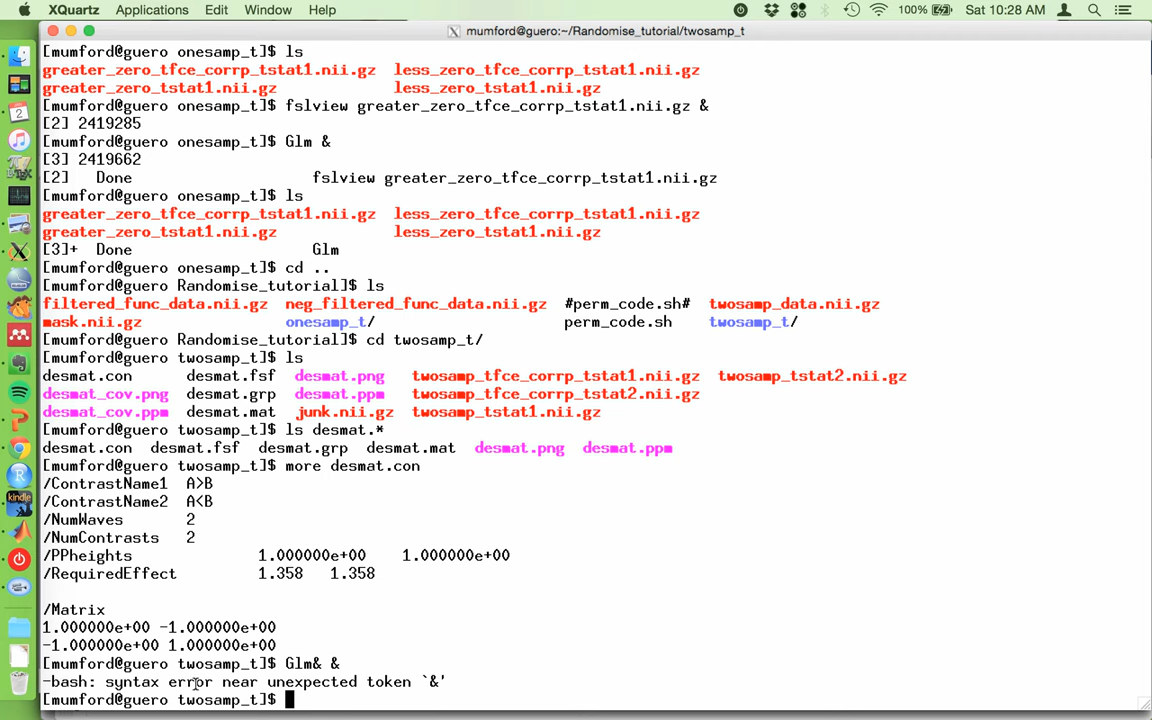 XQuartz Applications Edit Window Help 100% Sat 10:28 AM
mumford@guero:~/Randomise_tutorial/twosamp_t
[mumford@guero onesamp_t]$ ls
greater_zero_tfce_corrp_tstat1.nii.gz less_zero_tfce_corrp_tstat1.nii.gz
greater_zero_tstat1.nii.gz less_zero_tstat1.nii.gz
[mumford@guero onesamp_t]$ fslview greater_zero_tfce_corrp_tstat1.nii.gz &
[2] 2419285
[mumford@guero onesamp_t]$ Glm &
[3] 2419662
[2] Done fslview greater_zero_tfce_corrp_tstat1.nii.gz
[mumford@guero onesamp_t]$ ls
greater_zero_tfce_corrp_tstat1.nii.gz less_zero_tfce_corrp_tstat1.nii.gz
greater_zero_tstat1.nii.gz less_zero_tstat1.nii.gz
[3]+ Done Glm
[mumford@guero onesamp_t]$ cd ..
[mumford@guero Randomise_tutorial]$ ls
filtered_func_data.nii.gz neg_filtered_func_data.nii.gz #perm_code.sh# twosamp_data.nii.gz
mask.nii.gz onesamp_t/ perm_code.sh twosamp_t/
[mumford@guero Randomise_tutorial]$ cd twosamp_t/
[mumford@guero twosamp_t]$ ls
desmat.con desmat.fsf desmat.png twosamp_tfce_corrp_tstat1.nii.gz twosamp_tstat2.nii.gz
desmat_cov.png desmat.grp desmat.ppm twosamp_tfce_corrp_tstat2.nii.gz
desmat_cov.ppm desmat.mat junk.nii.gz twosamp_tstat1.nii.gz
[mumford@guero twosamp_t]$ ls desmat.*
desmat.con desmat.fsf desmat.grp desmat.mat desmat.png desmat.ppm
[mumford@guero twosamp_t]$ more desmat.con
/ContrastName1 A>B
/ContrastName2 A<B
/NumWaves 2
/NumContrasts 2
/PPheights 1.000000e+00 1.000000e+00
/RequiredEffect 1.358 1.358
/Matrix
1.000000e+00 -1.000000e+00
-1.000000e+00 1.000000e+00
[mumford@guero twosamp_t]$ Glm& &
-bash: syntax error near unexpected token `&'
[mumford@guero twosamp_t]$